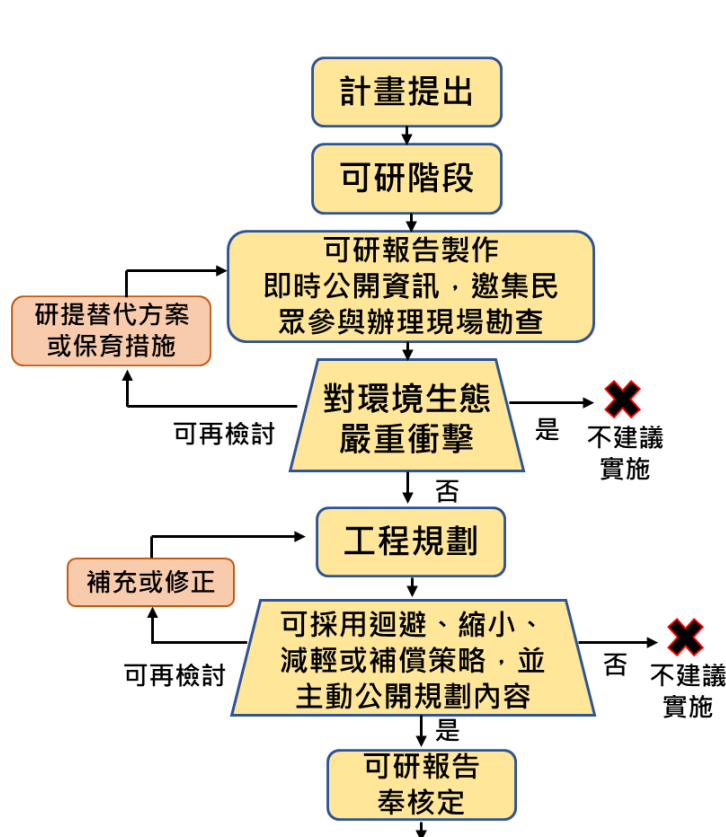 計畫提出
可研階段
可研報告製作
即時公開資訊，邀集民
眾參與辦理現場勘查
研提替代方案
或保育措施
對環境生態
嚴重衝擊
可再檢討
是
不建議
實施
否
工程規劃
補充或修正
可採用迴避、縮小、
減輕或補償策略，並
主動公開規劃內容
可再檢討
否
不建議
實施
是
可研報告
奉核定